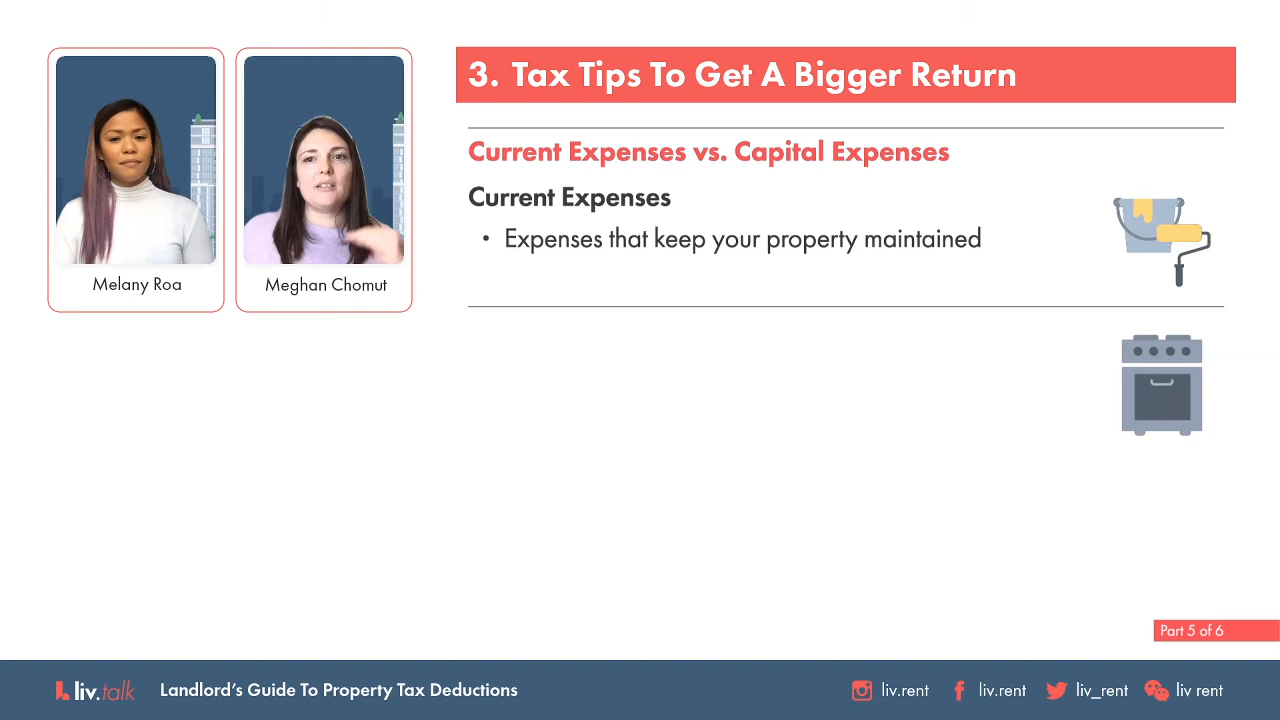 3. Tax Tips To Get A Bigger Return
Current Expenses vs. Capital Expenses
Current Expenses
• Expenses that keep your property maintained
Melany Roa
Meghan Chomut
Part 5 of 6
liv.talk
Landlord's Guide To Property Tax Deductions
liv.rent
liv.rent
liv_rent
liv rent